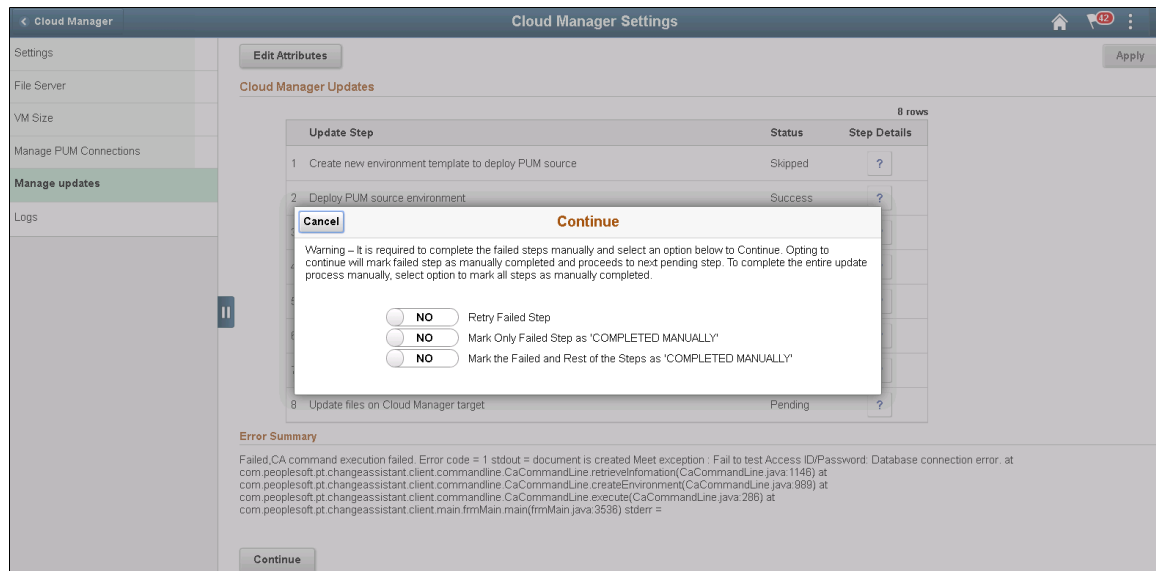 Cloud Manager
Cloud Manager Settings
42
Settings
File Server
VM Size
Manage PUM Connections
Manage updates
Logs
Edit Attributes
Apply
Cloud Manager Updates
8 rows
Update Step Status Step Details
1 Create new environment template to deploy PUM source Skipped ?
2 Deploy PUM source environment Success ?
Cancel
Continue
Warning – It is required to complete the failed steps manually and select an option below to Continue. Opting to
continue will mark failed step as manually completed and proceeds to next pending step. To complete the entire update
process manually, select option to mark all steps as manually completed.
NO Retry Failed Step
NO Mark Only Failed Step as 'COMPLETED MANUALLY'
NO Mark the Failed and Rest of the Steps as 'COMPLETED MANUALLY'
8 Update files on Cloud Manager target Pending ?
Error Summary
Failed,CA command execution failed. Error code = 1 stdout = document is created Meet exception : Fail to test Access ID/Password: Database connection error. at
com.peoplesoft.pt.changeassistant.client.commandline.CaCommandLine.retrieveInfomation(CaCommandLine.java:1146) at
com.peoplesoft.pt.changeassistant.client.commandline.CaCommandLine.createEnvironment(CaCommandLine.java:989) at
com.peoplesoft.pt.changeassistant.client.commandline.CaCommandLine.execute(CaCommandLine.java:286) at
com.peoplesoft.pt.changeassistant.client.main.frmMain.main(frmMain.java:3536) stderr =
Continue